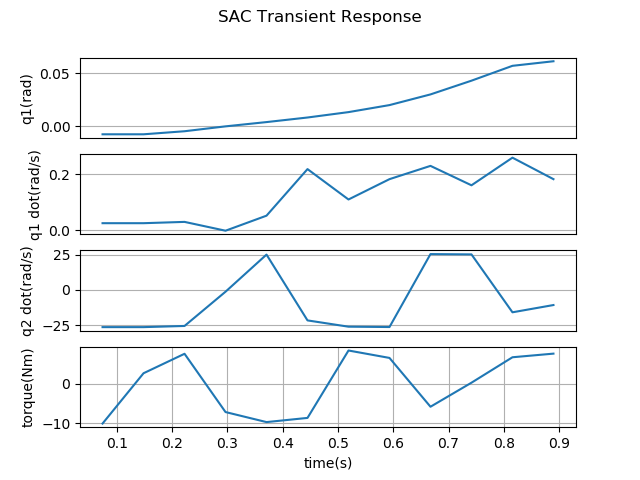 SAC Transient Response
q1(rad)
0.05
0.00
q1 dot(rad/s)
0.2
0.0
q2 dot(rad/s)
25
0
−25
torque(Nm)
0
−10
0.1 0.2 0.3 0.4 0.5 0.6 0.7 0.8 0.9
time(s)